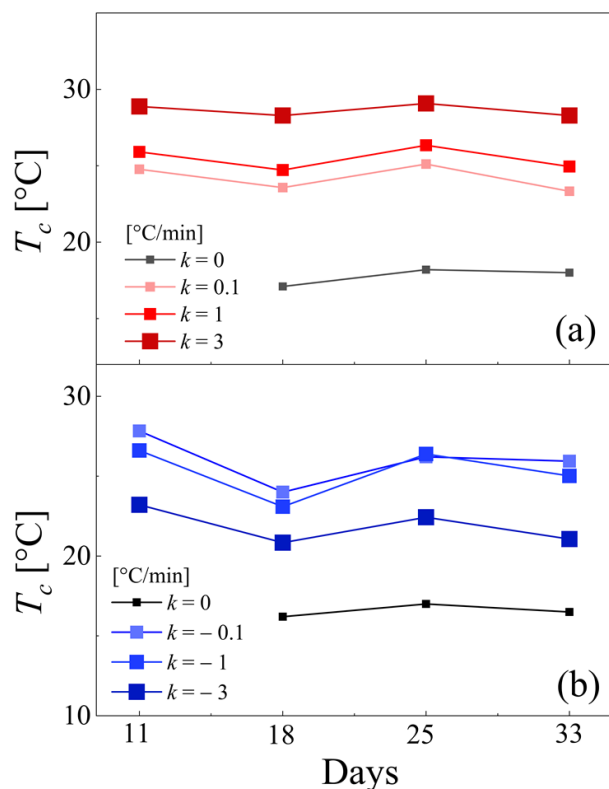 30
20
T_c [°C]
[°C/min]
k = 0
k = 0.1
k = 1
k = 3
(a)
30
20
10
T_c [°C]
[°C/min]
k = 0
k = − 0.1
k = − 1
k = − 3
(b)
11 18 25 33
Days